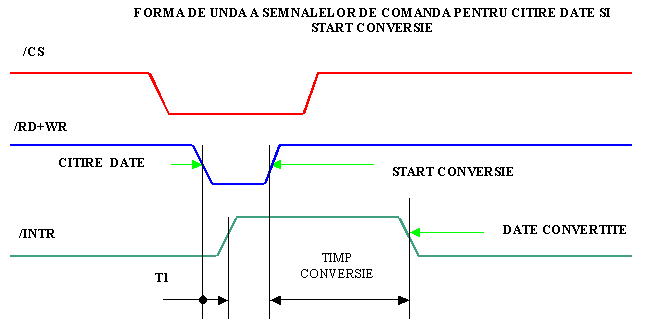 FORMA DE UNDA A SEMNALELOR DE COMANDA PENTRU CITIRE DATE SI
START CONVERSIE
/CS
/RD+WR
CITIRE DATE
START CONVERSIE
/INTR
DATE CONVERTITE
T1
TIMP
CONVERSIE